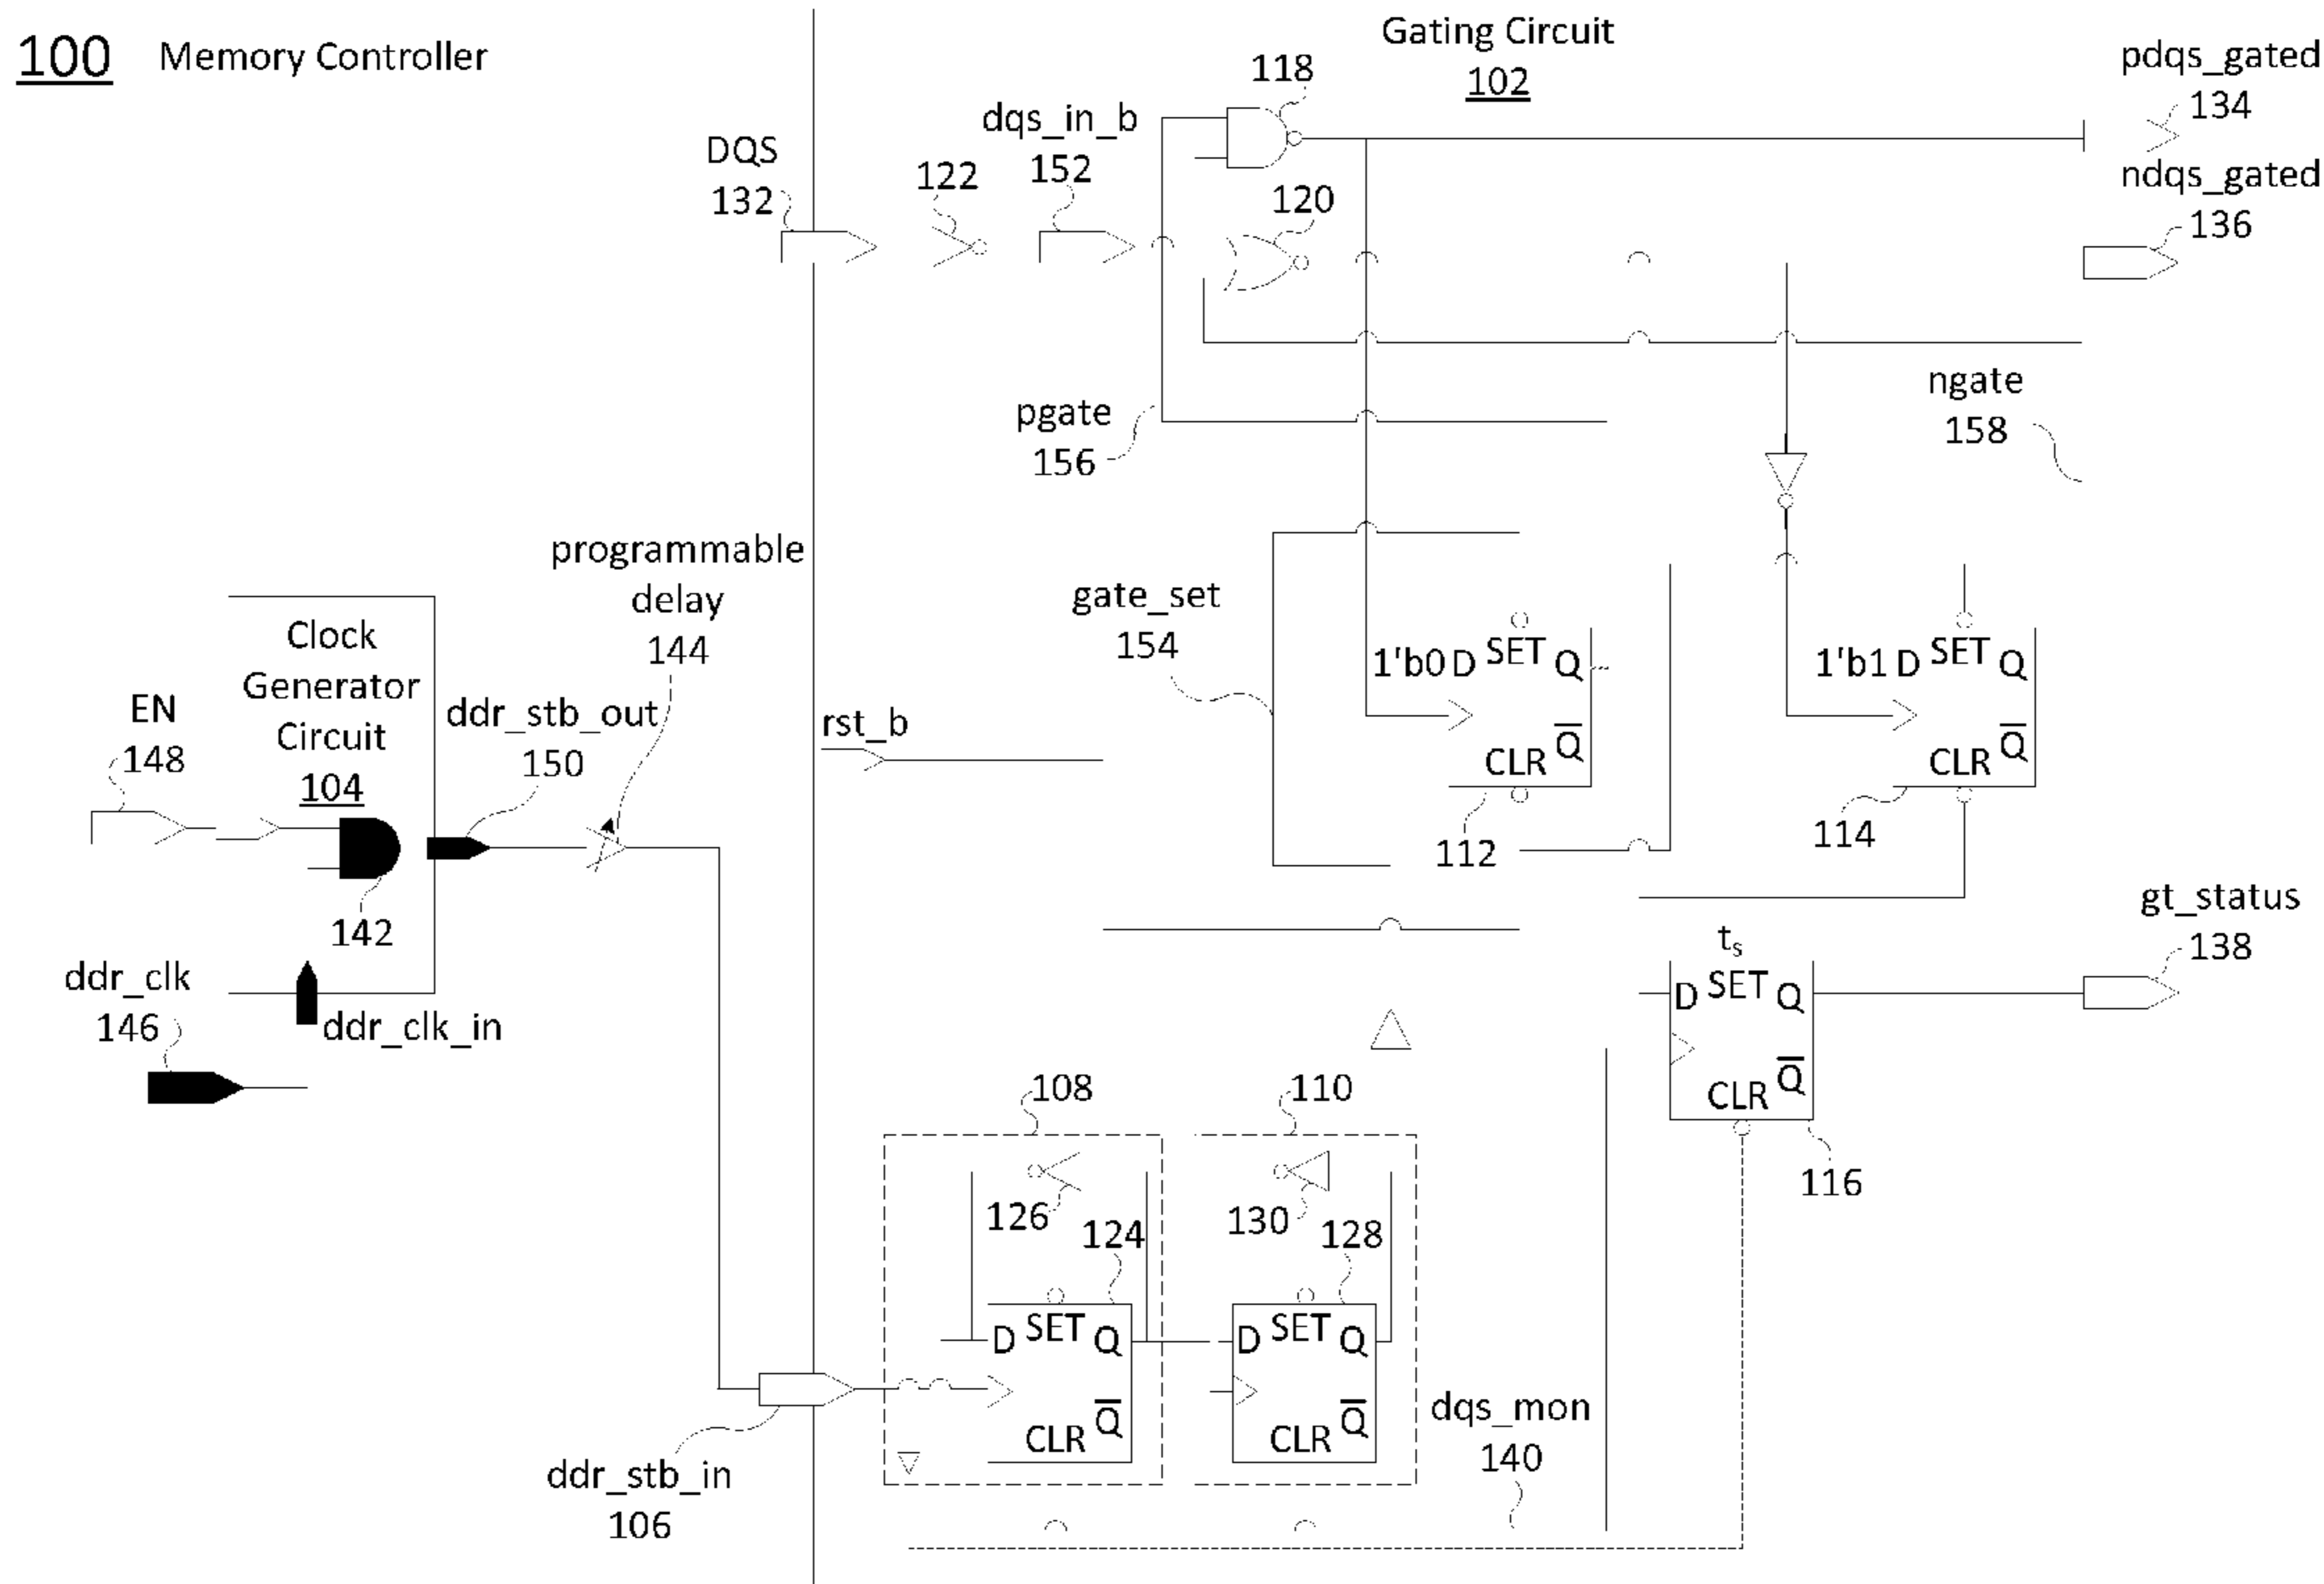 100 Memory Controller
Gating Circuit
102
118
pdqs_gated
134
dqs_in_b
152
DQS
132
122
120
ndqs_gated
136
pgate
156
ngate
158
programmable
delay
144
gate_set
154
Clock
Generator
Circuit
104
EN
148
ddr_stb_out
150
rst_b
1'b0 D SET Q
Q
CLR
112
1'b1 D SET Q
Q
CLR
114
142
gt_status
138
ts
D SET Q
Q
CLR
116
ddr_clk
146
ddr_clk_in
108
110
126
124
130
128
D SET Q
Q
CLR
D SET Q
Q
CLR
dqs_mon
140
ddr_stb_in
106